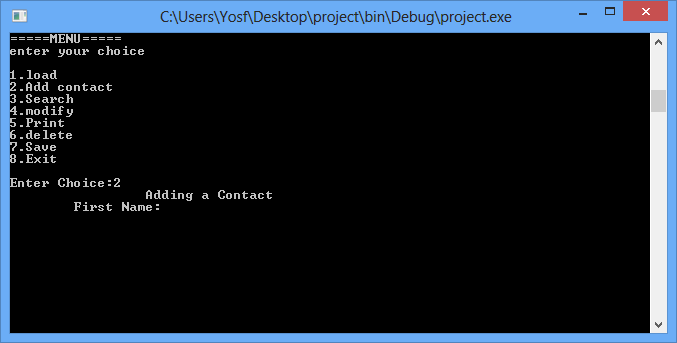 C:\Users\Yosf\Desktop\project\bin\Debug\project.exe
=====MENU=====
enter your choice
1.load
2.Add contact
3.Search
4.modify
5.Print
6.delete
7.Save
8.Exit
Enter Choice:2
Adding a Contact
First Name: